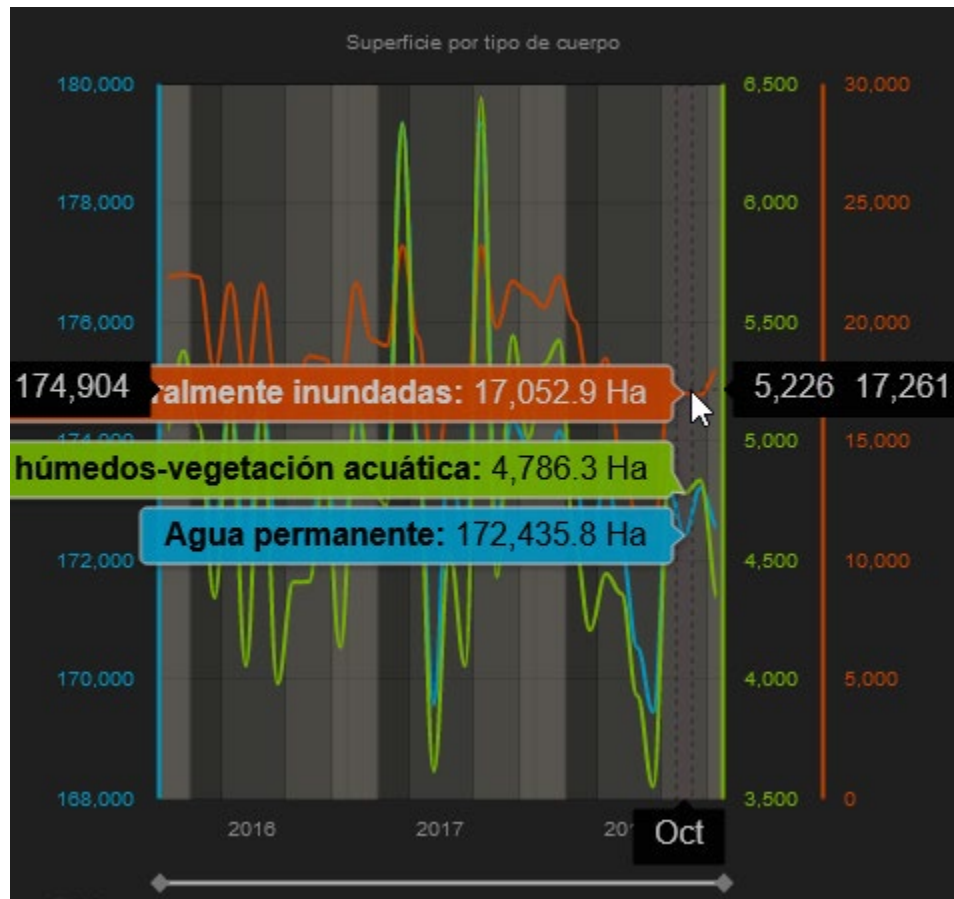 Superficie por tipo de cuerpo
180,000 6,500 30,000
178,000 6,000 25,000
176,000 5,500 20,000
174,904 ralmente inundadas: 17,052.9 Ha 5,226 17,261
174,000 5,000 15,000
húmedos-vegetación acuática: 4,786.3 Ha
Agua permanente: 172,435.8 Ha
172,000 4,500 10,000
170,000 4,000 5,000
168,000 3,500 0
2016 2017 20 Oct